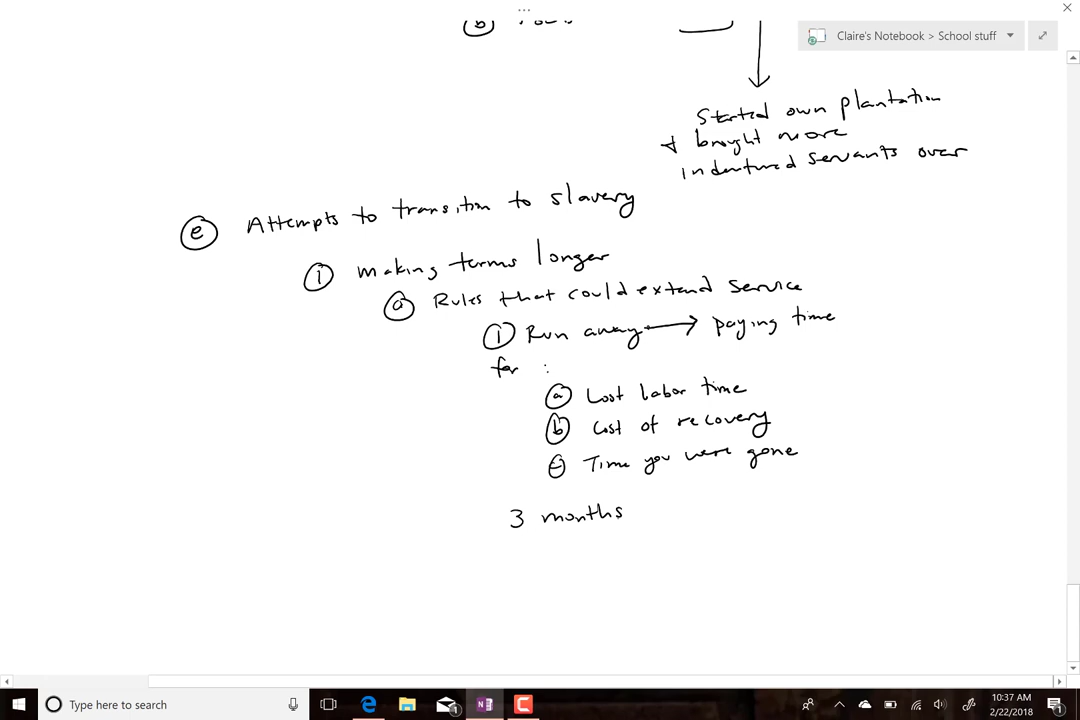 Claire's Notebook > School stuff
Started own plantation
+ brought more
indentured servants over
e Attempts to transition to slavery
1 making terms longer
a Rules that could extend service
1 Run away → paying time
for :
a Lost labor time
b Cost of recovery
c Time you were gone
3 months
Type here to search
10:37 AM
2/22/2018